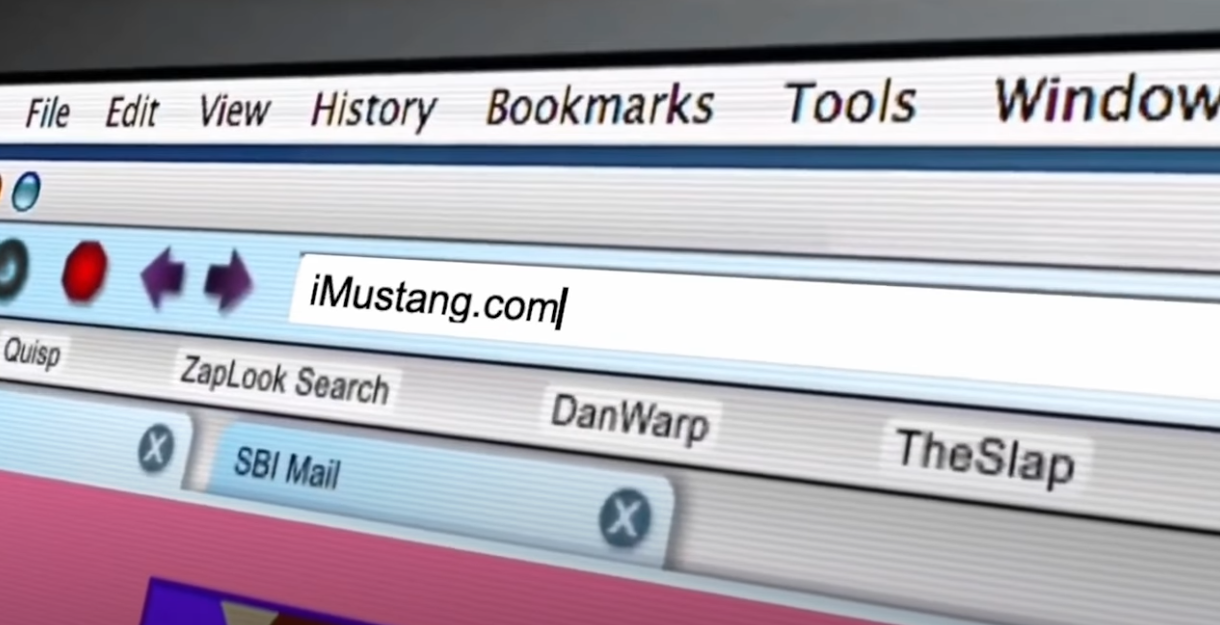 File Edit View History Bookmarks Tools Window
iMustang.com
Quisp ZapLook Search DanWarp TheSlap
X SBI Mail X